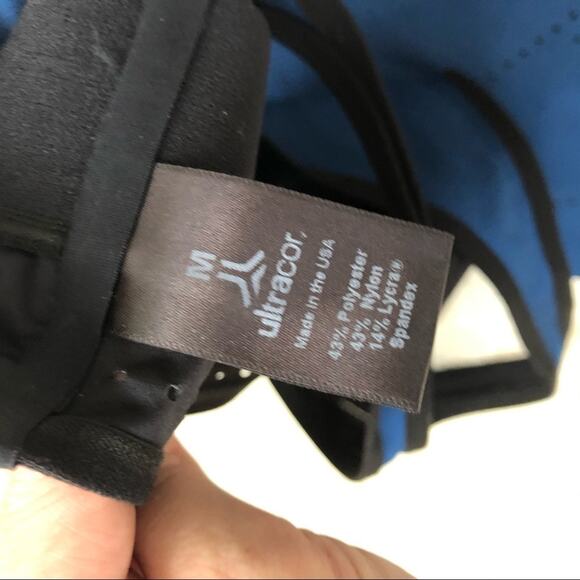 M
ultracor.
Made in the USA
43% Polyester
43% Nylon
14% Lycra®
Spandex